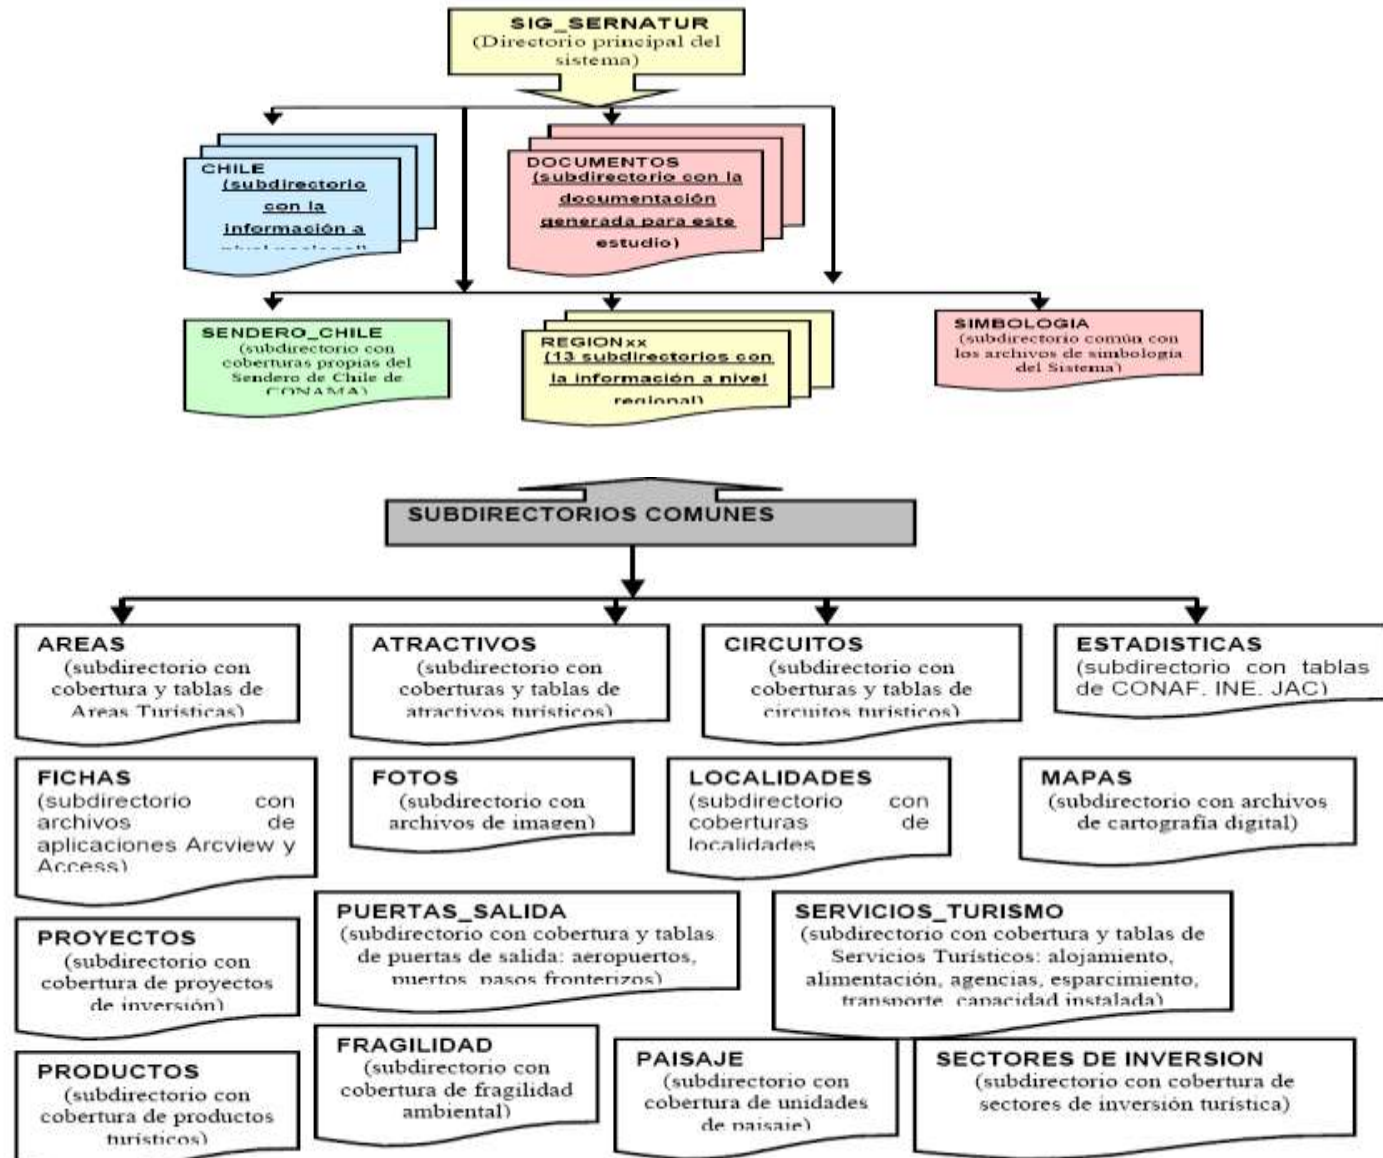 SIG_SERNATUR
(Directorio principal del
sistema)
CHILE
(subdirectorio
con la
información a
DOCUMENTOS
(subdirectorio con la
documentación
generada para este
estudio)
SENDERO_CHILE
(subdirectorio con
coberturas propias del
Sendero de Chile de
CONAMA)
REGIONxx
(13 subdirectorios con
la información a nivel
regional)
SIMBOLOGIA
(subdirectorio común con
los archivos de simbología
del Sistema)
SUBDIRECTORIOS COMUNES
AREAS
(subdirectorio con
cobertura y tablas de
Areas Turísticas)
ATRACTIVOS
(subdirectorio con
coberturas y tablas de
atractivos turísticos)
CIRCUITOS
(subdirectorio con
coberturas y tablas de
circuitos turísticos)
ESTADISTICAS
(subdirectorio con tablas
de CONAF, INE, JAC)
FICHAS
(subdirectorio con
archivos de
aplicaciones Arcview y
Access)
FOTOS
(subdirectorio con
archivos de imagen)
LOCALIDADES
(subdirectorio con
coberturas de
localidades
MAPAS
(subdirectorio con archivos
de cartografía digital)
PROYECTOS
(subdirectorio con
cobertura de proyectos
de inversión)
PUERTAS_SALIDA
(subdirectorio con cobertura y tablas
de puertas de salida: aeropuertos,
puertos, pasos fronterizos)
SERVICIOS_TURISMO
(subdirectorio con cobertura y tablas de
Servicios Turísticos: alojamiento,
alimentación, agencias, esparcimiento,
transporte, capacidad instalada)
PRODUCTOS
(subdirectorio con
cobertura de productos
turísticos)
FRAGILIDAD
(subdirectorio con
cobertura de fragilidad
ambiental)
PAISAJE
(subdirectorio con
cobertura de unidades
de paisaje)
SECTORES DE INVERSION
(subdirectorio con cobertura de
sectores de inversión turística)